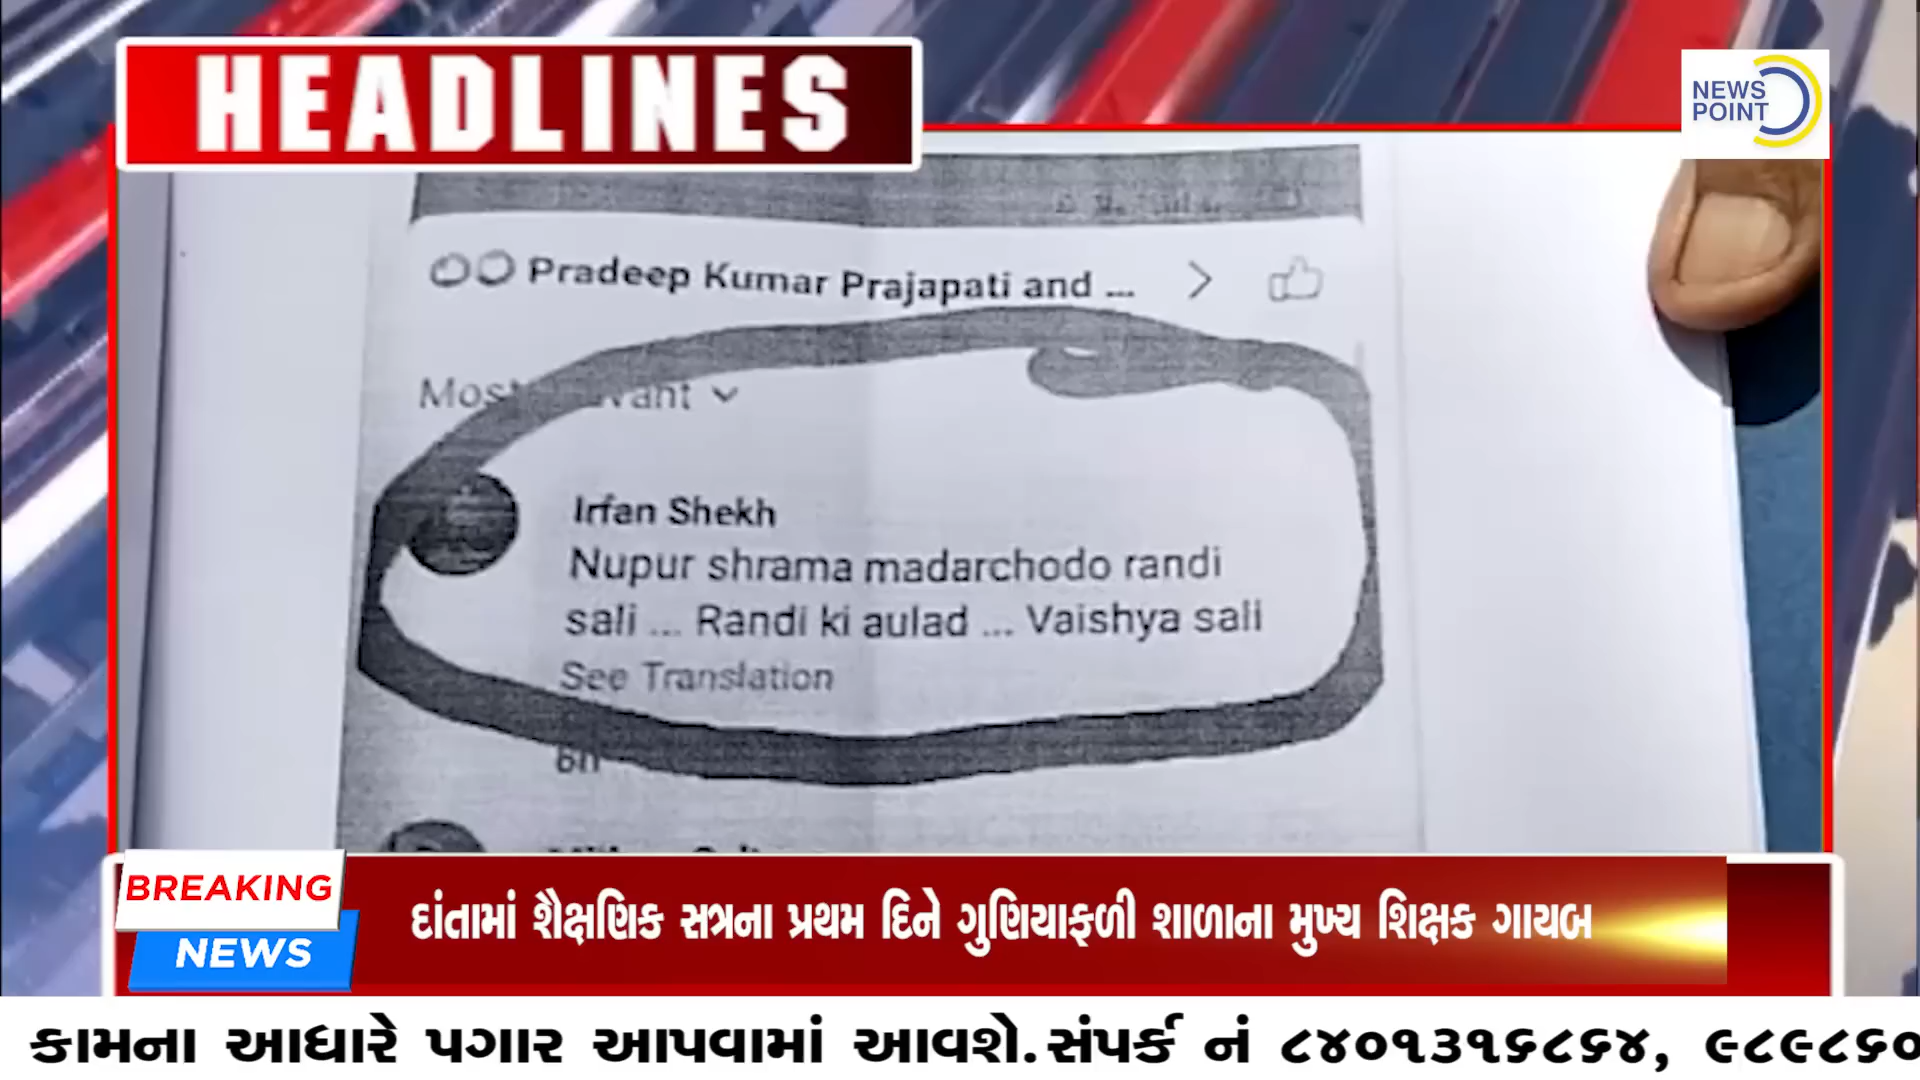 HEADLINES
NEWS
POINT
Pradeep Kumar Prajapati and ...
Irfan Shekh
Nupur shrama madarchodo randi
sali ... Randi ki aulad ... Vaishya sali
See Translation
6h
BREAKING
NEWS
દાંતામાં શૈક્ષણિક સત્રના પ્રથમ દિને ગુણિયાફળી શાળાના મુખ્ય શિક્ષક ગાયબ
કામના આધારે પગાર આપવામાં આવશે.સંપર્ક નં ૮૪૦૧૩૧૬૮૬૪, ૯૮૯૮૬૦